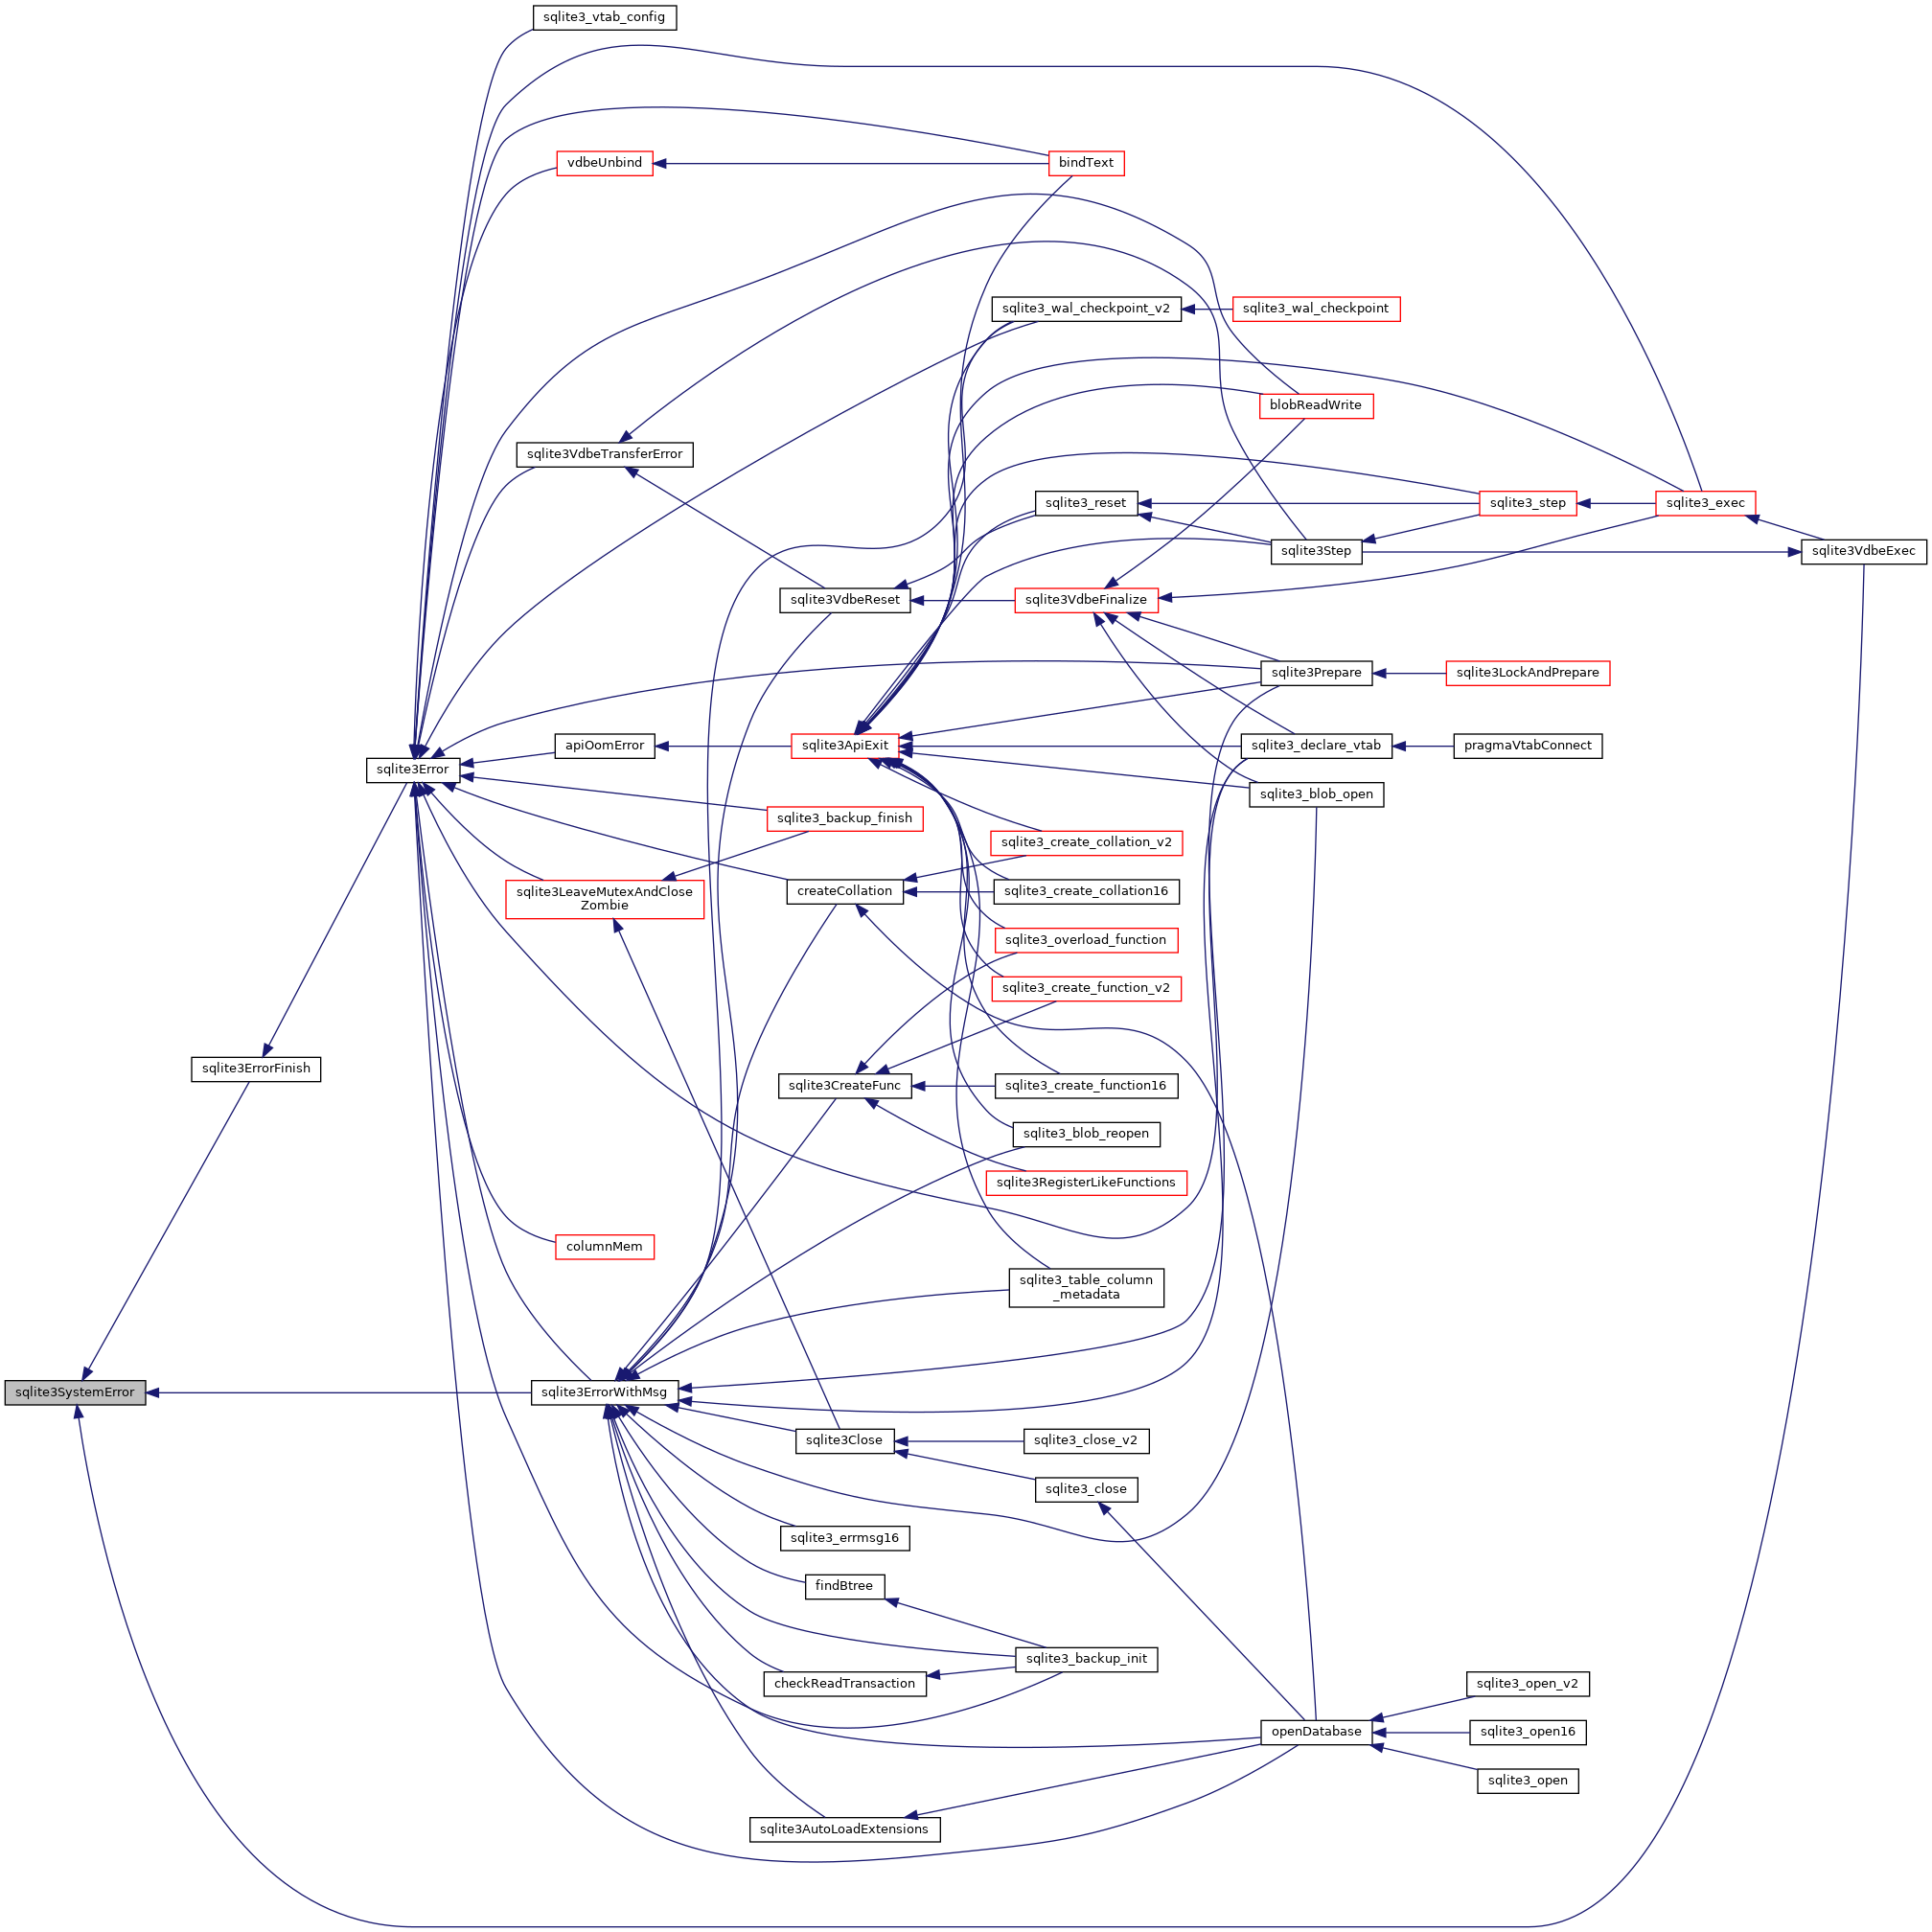 sqlite3_vtab_config
vdbeUnbind
bindText
sqlite3_wal_checkpoint_v2
sqlite3_wal_checkpoint
blobReadWrite
sqlite3VdbeTransferError
sqlite3_reset
sqlite3_step
sqlite3_exec
sqlite3Step
sqlite3VdbeExec
sqlite3VdbeReset
sqlite3VdbeFinalize
sqlite3Prepare
sqlite3LockAndPrepare
apiOomError
sqlite3ApiExit
sqlite3_declare_vtab
pragmaVtabConnect
sqlite3Error
sqlite3_blob_open
sqlite3_backup_finish
sqlite3_create_collation_v2
sqlite3LeaveMutexAndClose
Zombie
createCollation
sqlite3_create_collation16
sqlite3_overload_function
sqlite3_create_function_v2
sqlite3ErrorFinish
sqlite3CreateFunc
sqlite3_create_function16
sqlite3_blob_reopen
sqlite3RegisterLikeFunctions
columnMem
sqlite3_table_column
_metadata
sqlite3SystemError
sqlite3ErrorWithMsg
sqlite3Close
sqlite3_close_v2
sqlite3_close
sqlite3_errmsg16
findBtree
sqlite3_backup_init
checkReadTransaction
sqlite3_open_v2
openDatabase
sqlite3_open16
sqlite3_open
sqlite3AutoLoadExtensions